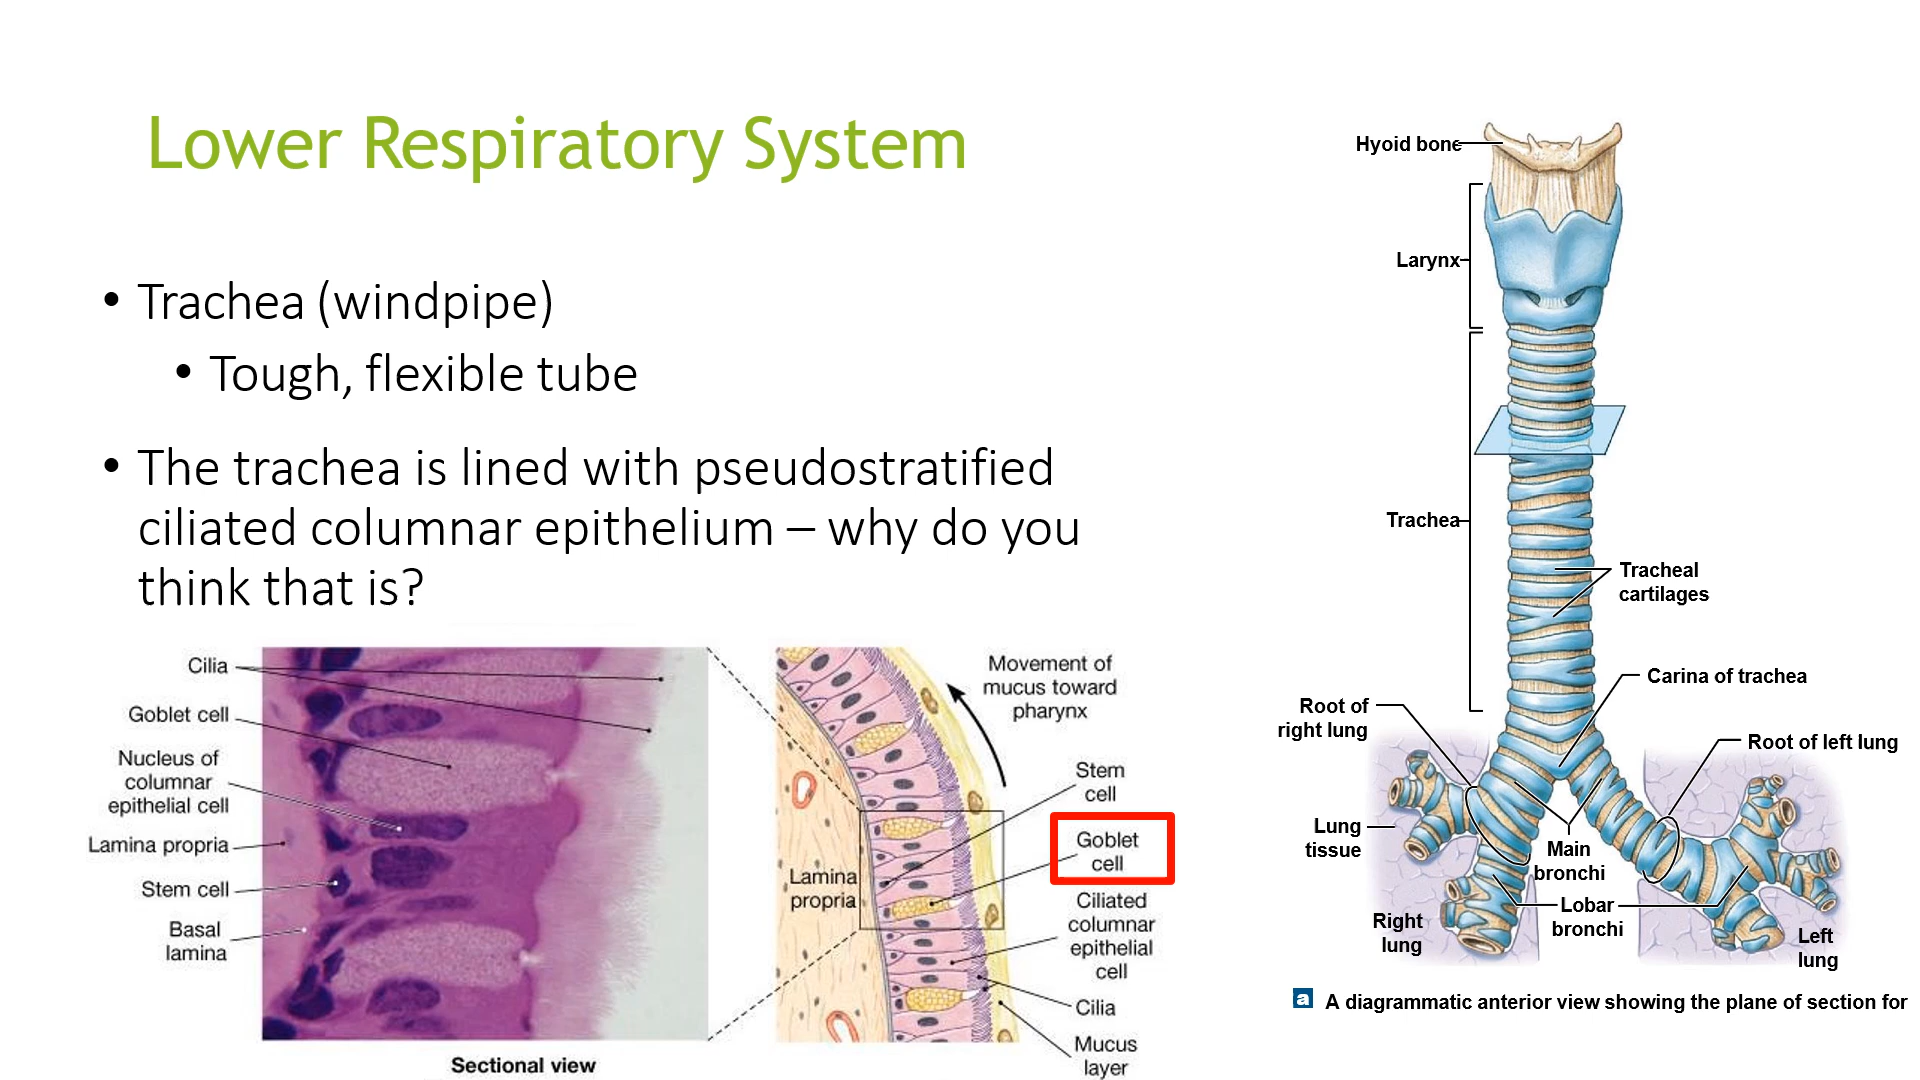 Lower Respiratory System
• Trachea (windpipe)
• Tough, flexible tube
• The trachea is lined with pseudostratified
ciliated columnar epithelium – why do you
think that is?
Cilia
Goblet cell
Nucleus of
columnar
epithelial cell
Lamina propria
Stem cell
Basal
lamina
Sectional view
Movement of
mucus toward
pharynx
Stem
cell
Goblet
cell
Lamina
propria
Ciliated
columnar
epithelial
cell
Cilia
Mucus
layer
Hyoid bone
Larynx
Trachea
Tracheal
cartilages
Carina of trachea
Root of
right lung
Root of left lung
Lung
tissue
Main
bronchi
Lobar
bronchi
Right
lung
Left
lung
a A diagrammatic anterior view showing the plane of section for